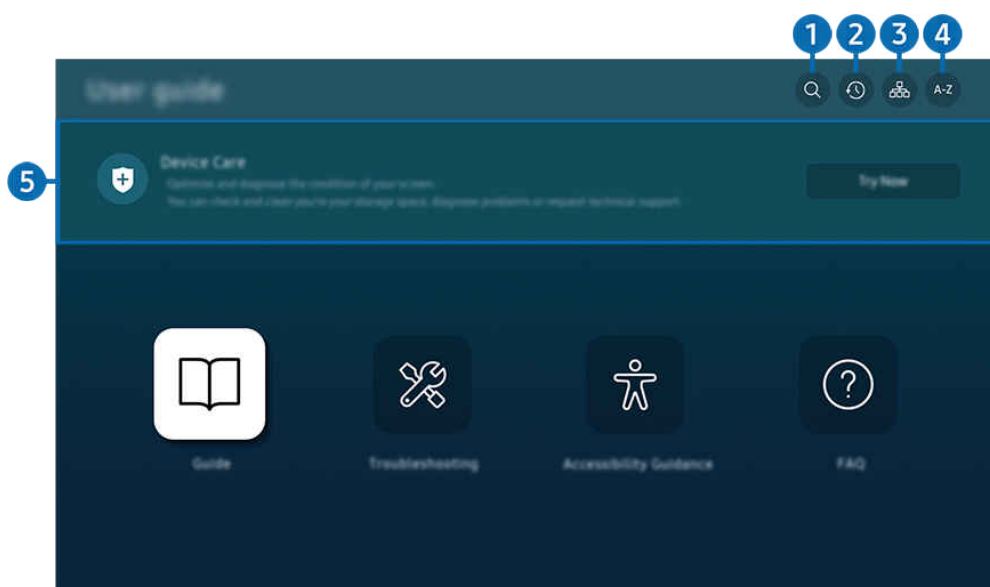 1 2 3 4
User guide
A-Z
5
Device Care
Try Now
Optimize and diagnose the condition of your screen.
You can check and clean you're your storage space, diagnose problems or request technical support.
?
Guide
Troubleshooting
Accessibility Guidance
FAQ